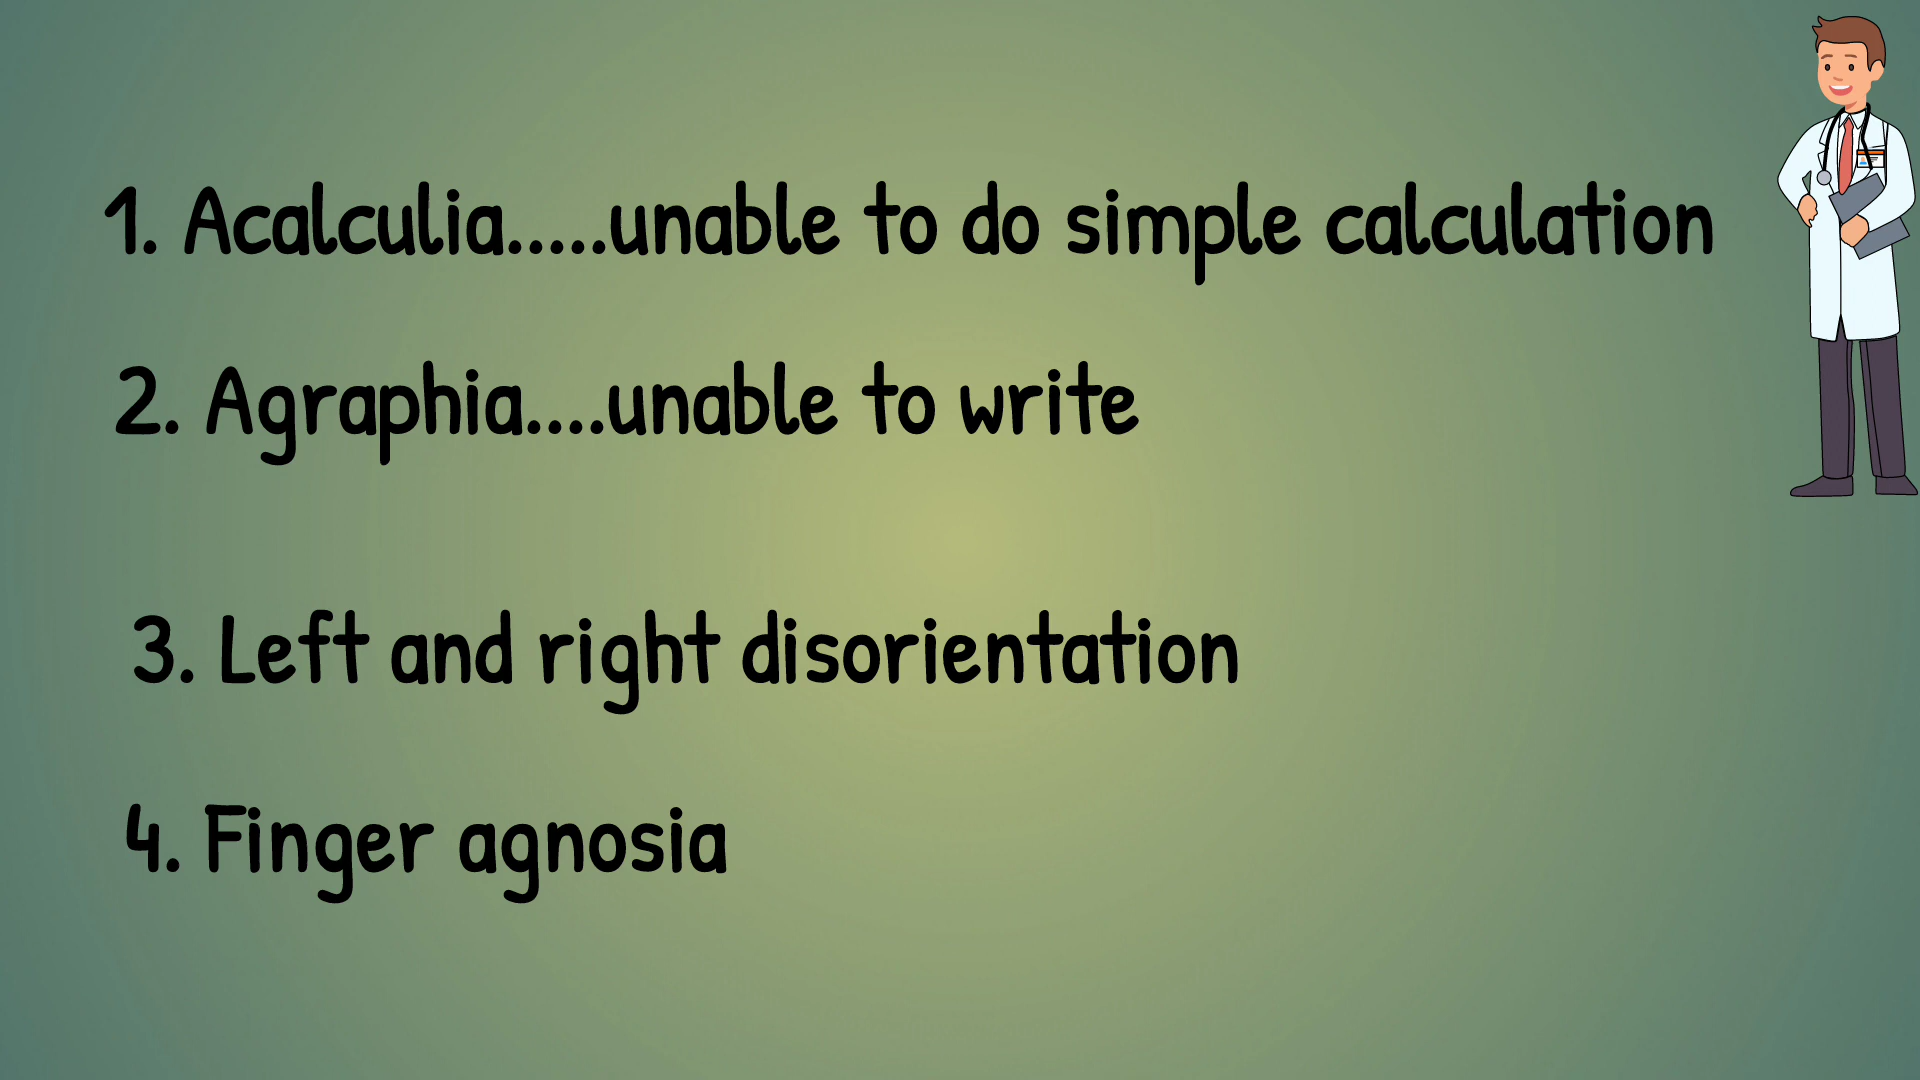 1. Acalculia.....unable to do simple calculation
2. Agraphia....unable to write
3. Left and right disorientation
4. Finger agnosia